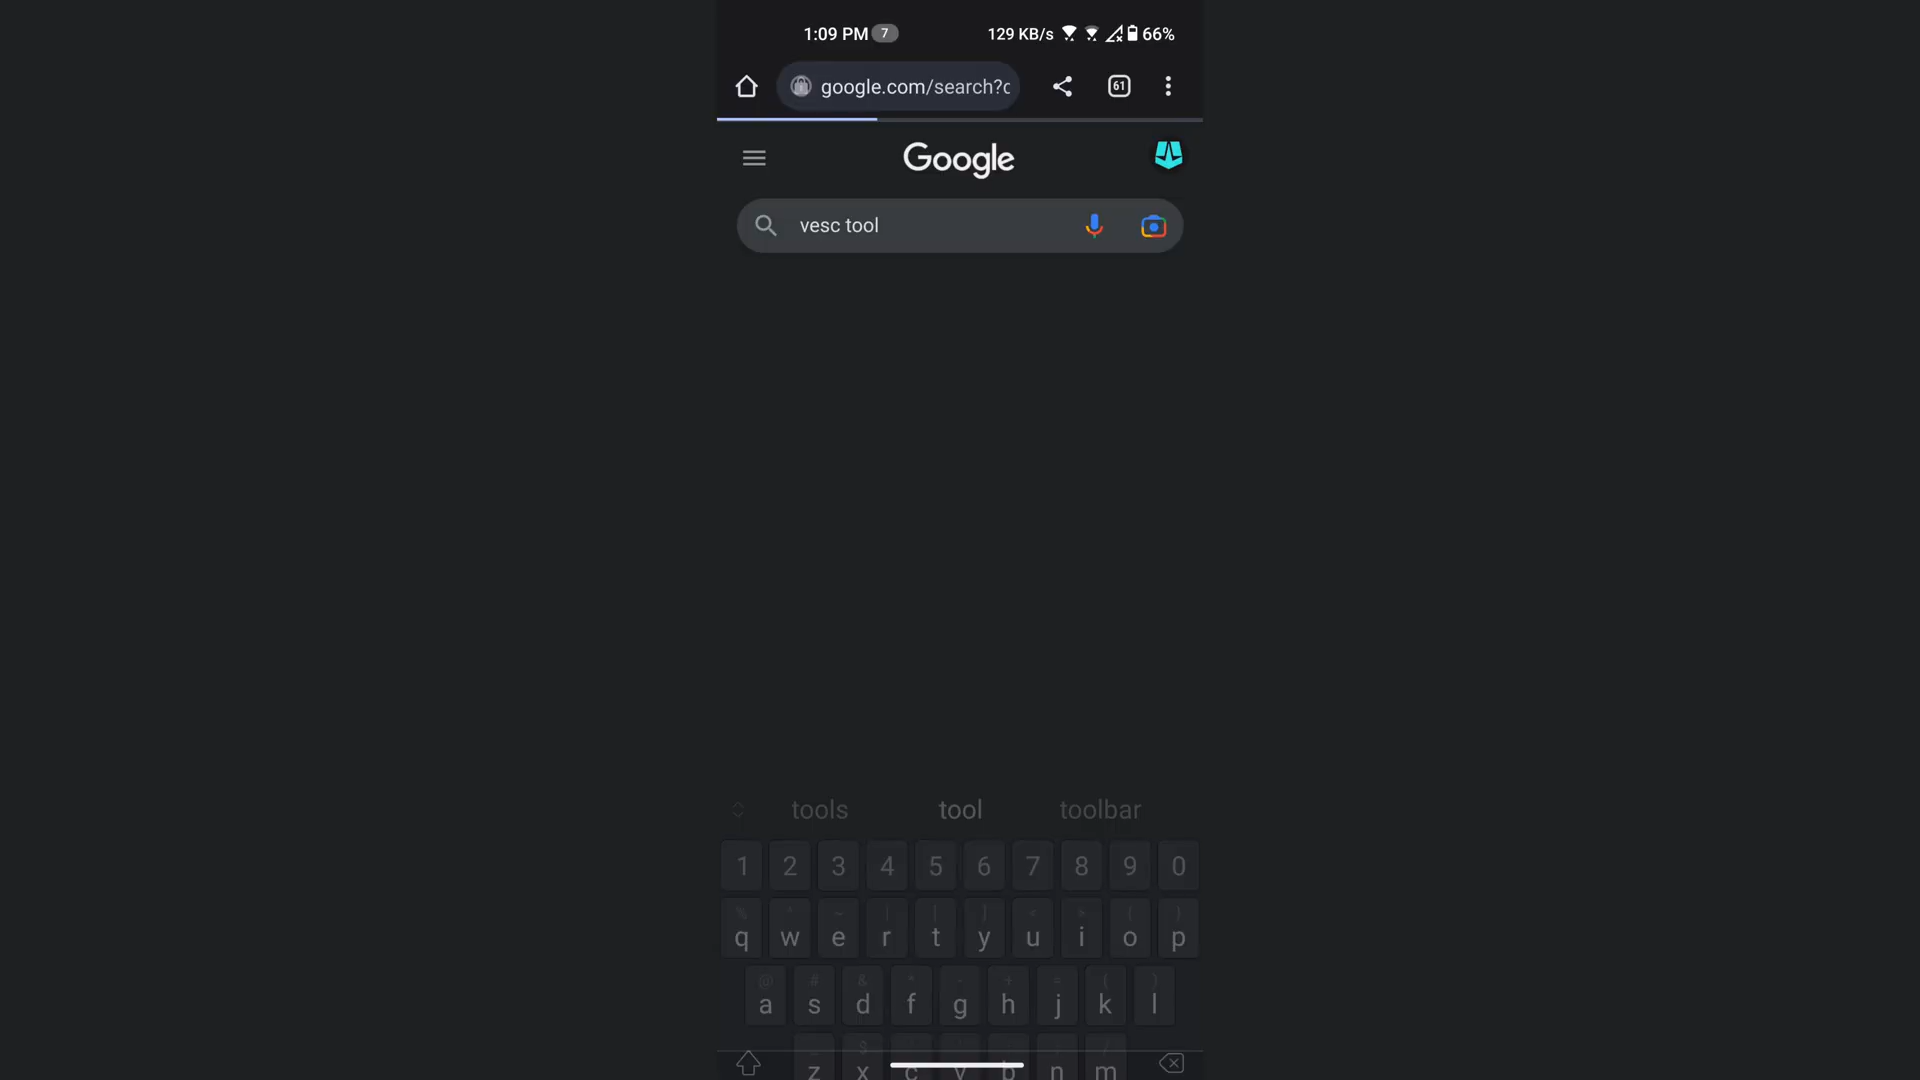 1:09 PM 7 129 KB/s 66%
google.com/search?c 61
Google
vesc tool
tools tool toolbar
1 2 3 4 5 6 7 8 9 0
q w e r t y u i o p
@ # & * - + = ( )
a s d f g h j k l
z x c v b n m